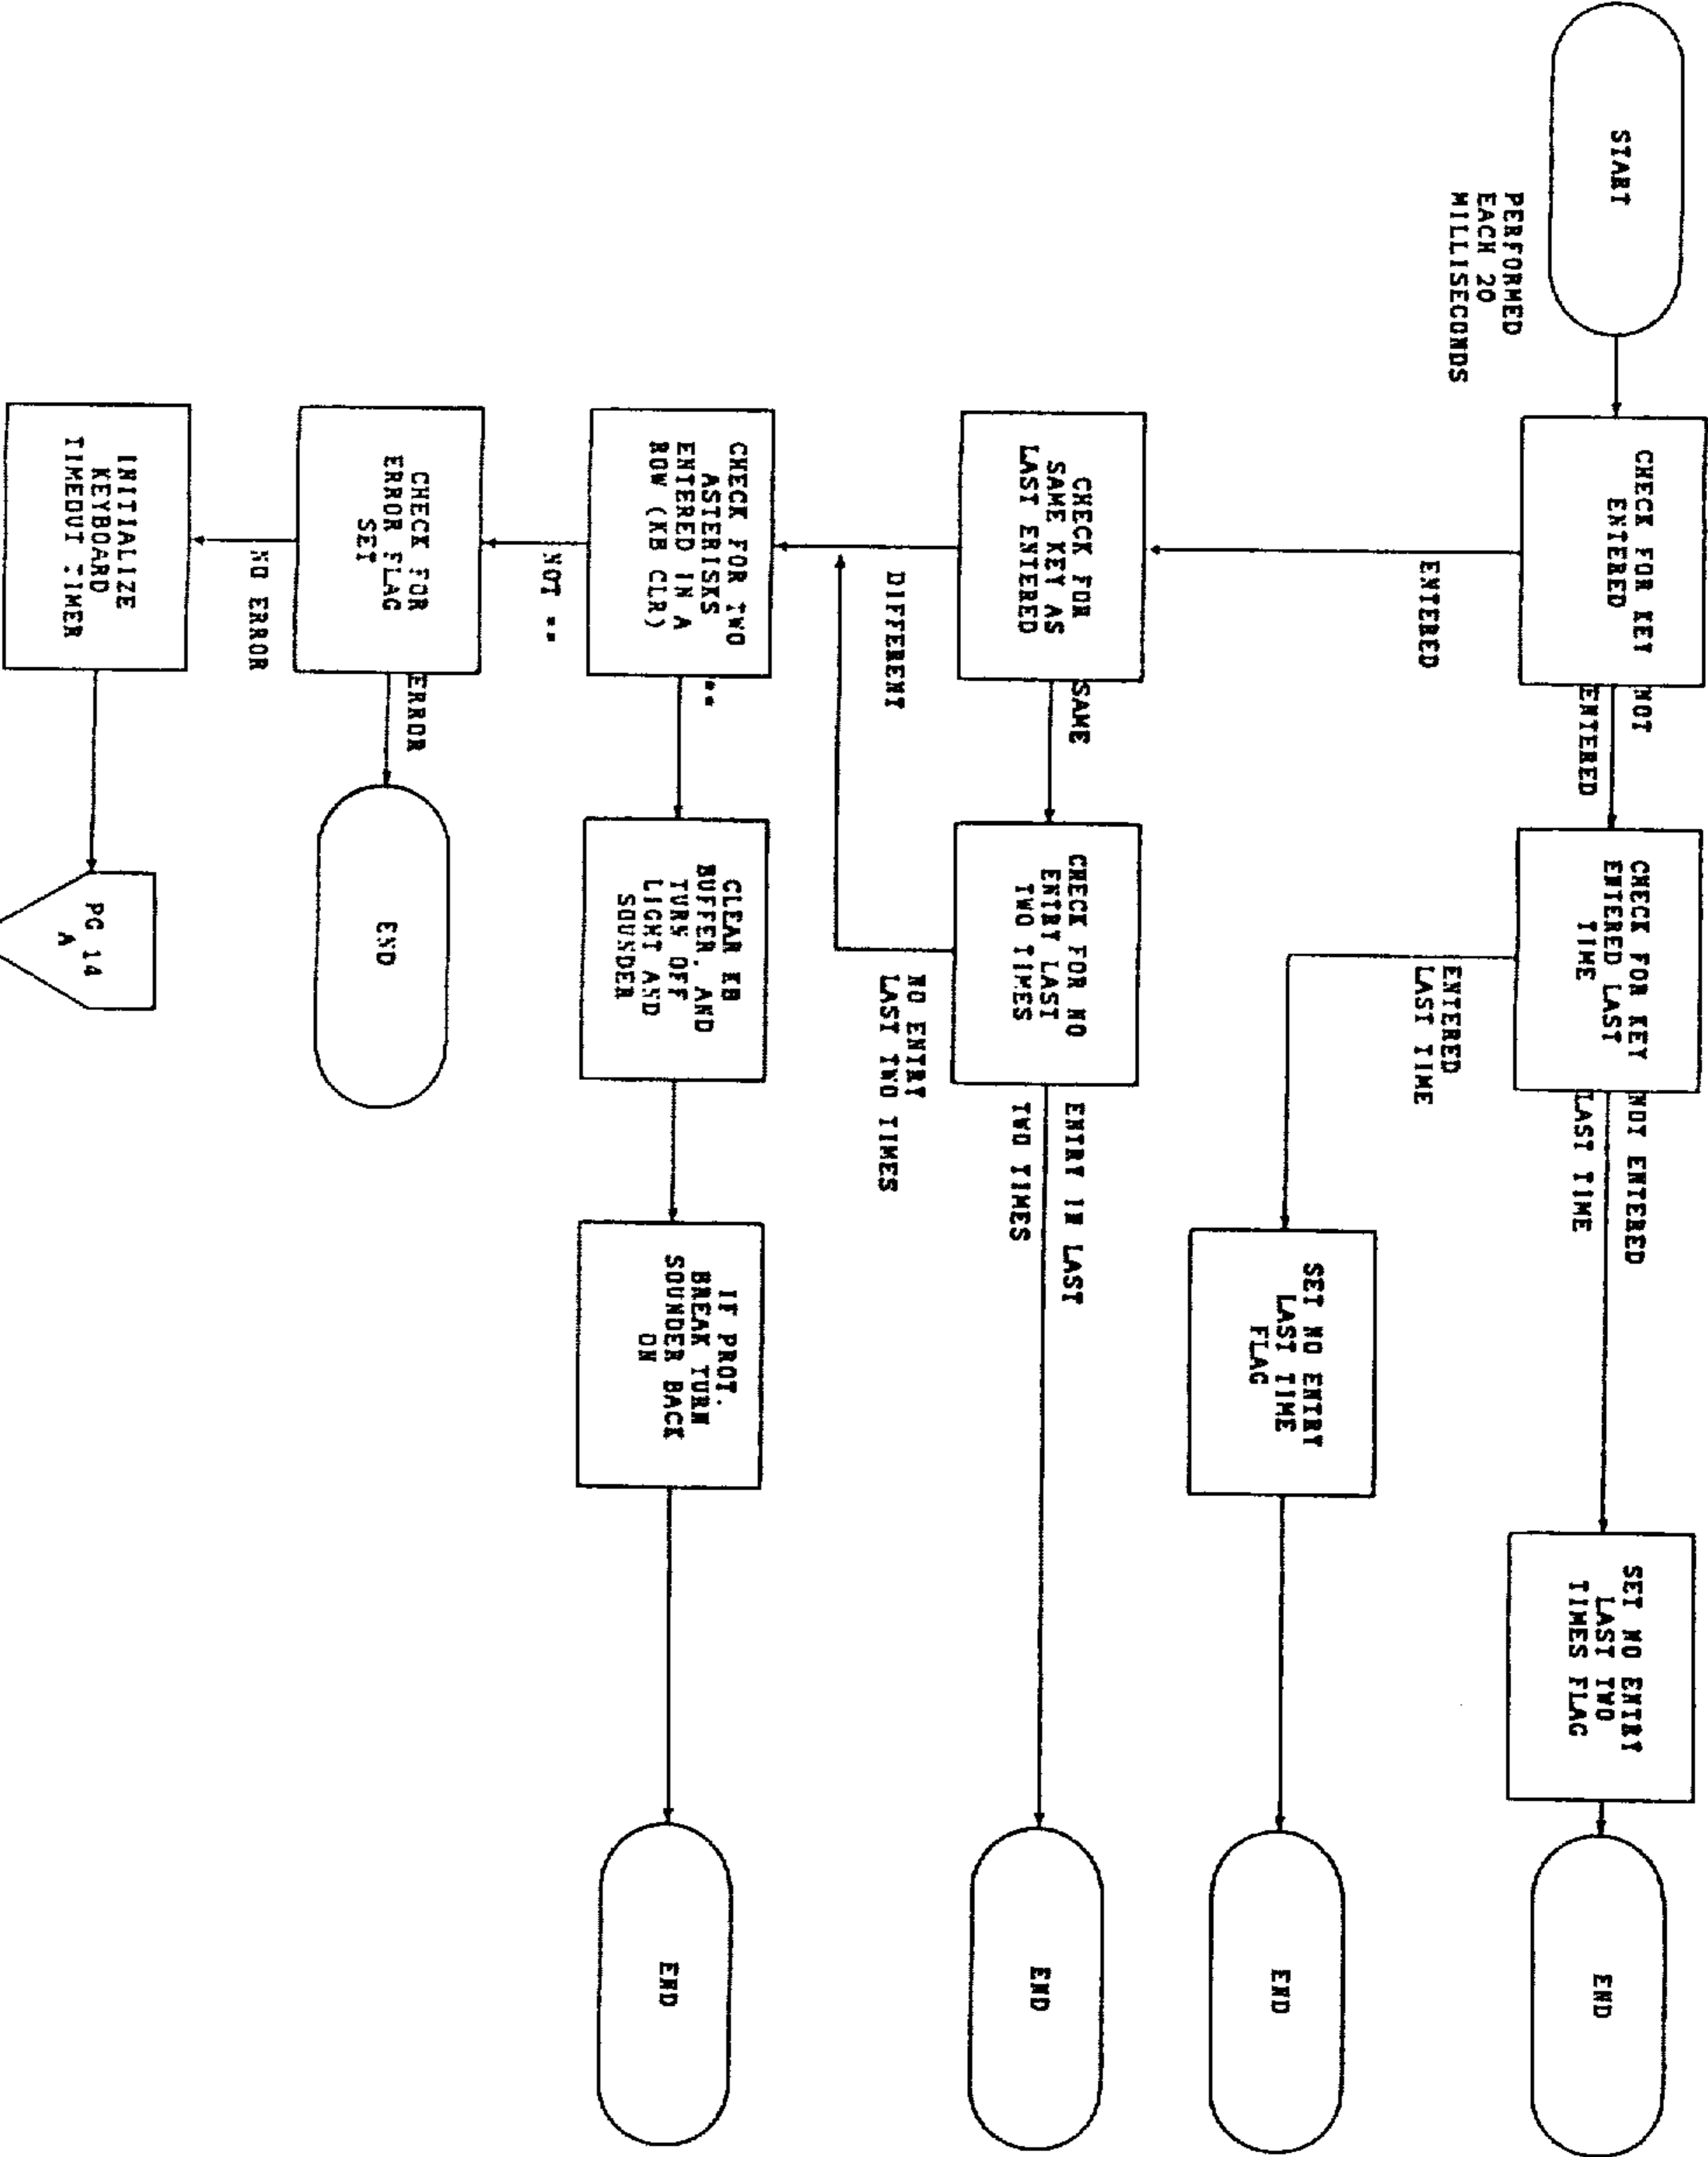 START
PERFORMED
EACH 20
MILLISECONDS
CHECK FOR KEY
ENTERED
NOT
ENTERED
CHECK FOR KEY
ENTERED LAST
TIME
NOT ENTERED
LAST TIME
SET NO ENTRY
LAST TWO
TIMES FLAG
END
ENTERED
ENTERED
LAST TIME
SET NO ENTRY
LAST TIME
FLAG
END
CHECK FOR
SAME KEY AS
LAST ENTERED
SAME
CHECK FOR NO
ENTRY LAST
TWO TIMES
ENTRY IN LAST
TWO TIMES
END
DIFFERENT
NO ENTRY
LAST TWO TIMES
CHECK FOR TWO
ASTERISKS
ENTERED IN A
ROW (KB CLR)
**
CLEAR KB
BUFFER, AND
TURN OFF
LIGHT AND
SOUNDER
IF PROT.
BREAK TURN
SOUNDER BACK
ON
END
NOT **
CHECK FOR
ERROR FLAG
SET
ERROR
END
NO ERROR
INITIALIZE
KEYBOARD
TIMEOUT TIMER
PG 14
A